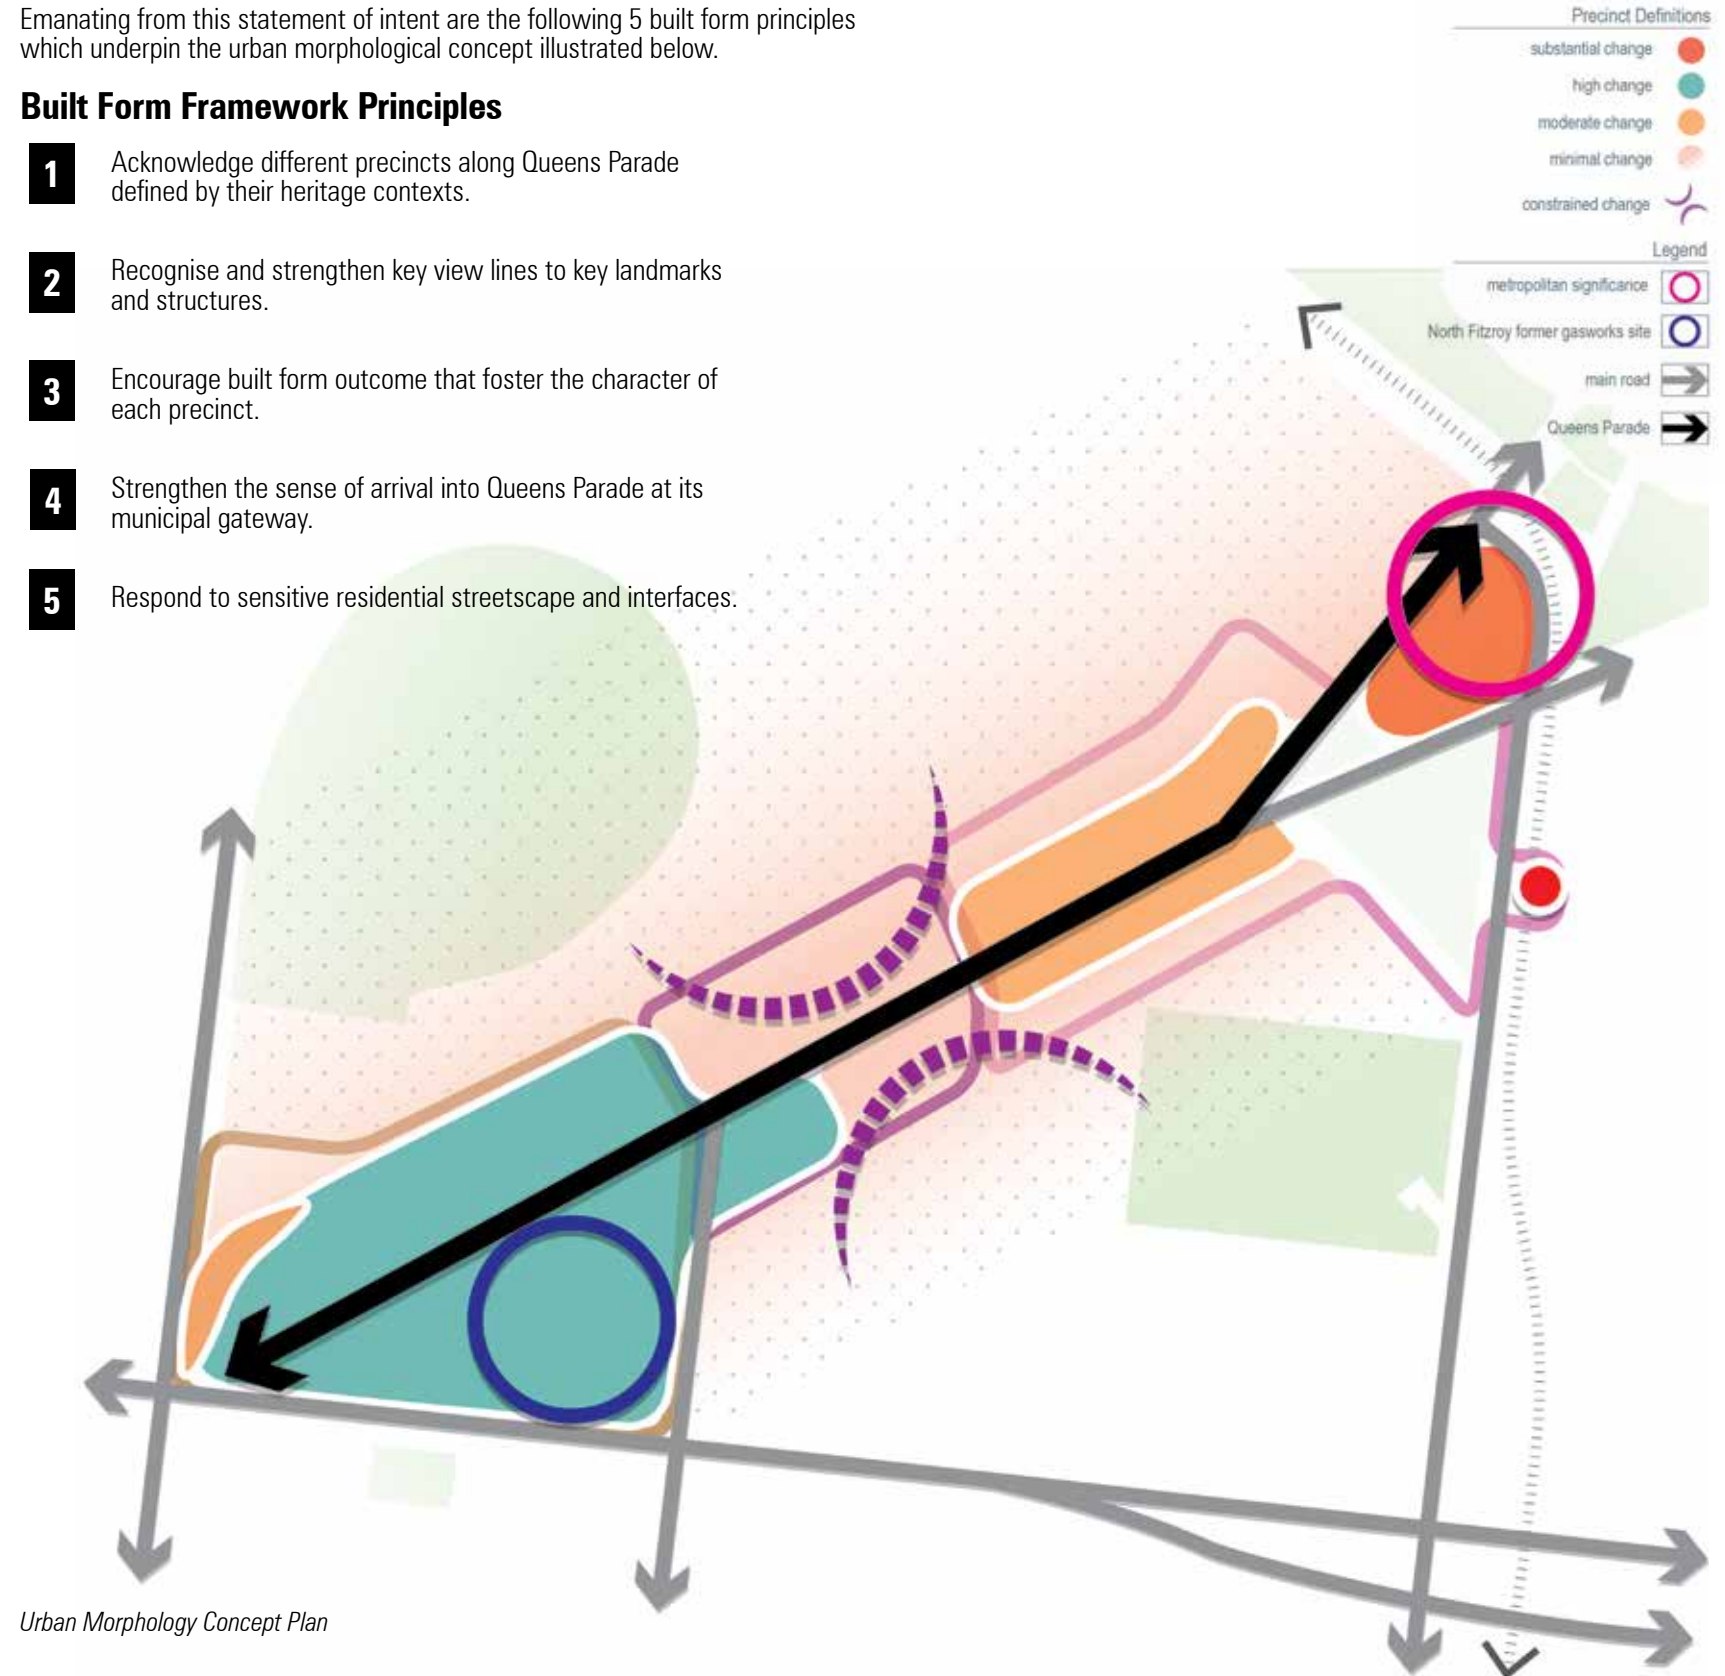 Emanating from this statement of intent are the following 5 built form principles
which underpin the urban morphological concept illustrated below.
Built Form Framework Principles
1
Acknowledge different precincts along Queens Parade
defined by their heritage contexts.
2
Recognise and strengthen key view lines to key landmarks
and structures.
3
Encourage built form outcome that foster the character of
each precinct.
4
Strengthen the sense of arrival into Queens Parade at its
municipal gateway.
5
Respond to sensitive residential streetscape and interfaces.
Precinct Definitions
substantial change
high change
moderate change
minimal change
constrained change
Legend
metropolitan significance
North Fitzroy former gasworks site
main road
Queens Parade
Urban Morphology Concept Plan